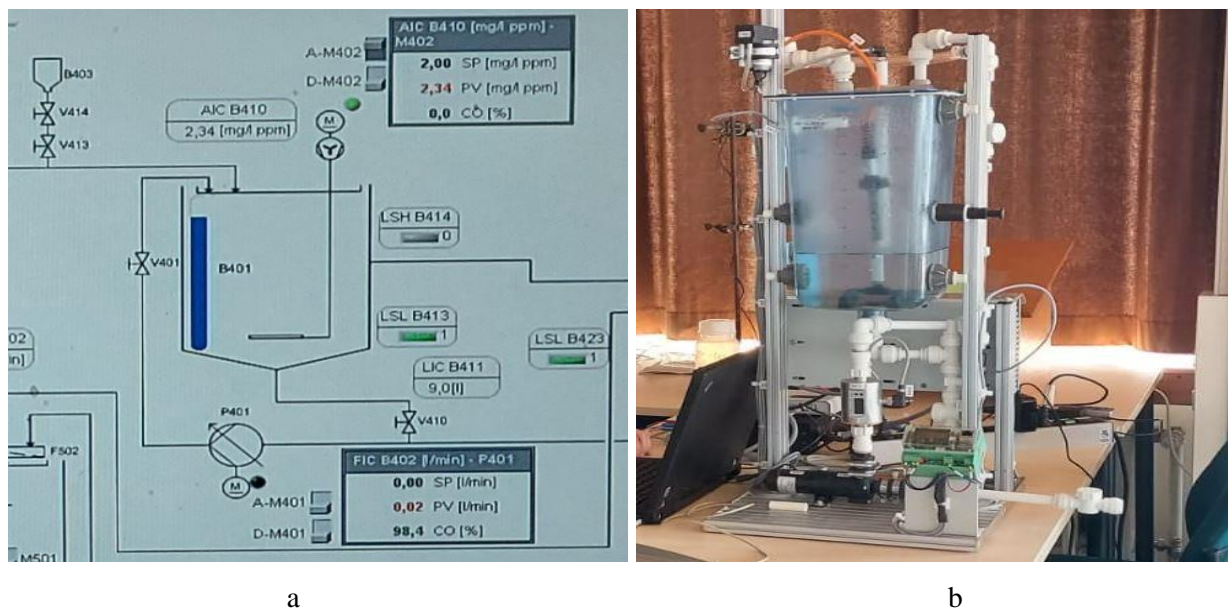 AIC B410 [mg/l ppm] -
M402
2,00 SP [mg/l ppm]
2,34 PV [mg/l ppm]
0,0 CO [%]
A-M402
D-M402
B403
V414
V413
AIC B410
2,34 [mg/l ppm]
M
LSH B414
0
V401
B401
LSL B413
1
LSL B423
1
02
LIC B411
9,0[l]
P401
V410
F502
M
FIC B402 [l/min] - P401
0,00 SP [l/min]
0,02 PV [l/min]
98,4 CO [%]
A-M401
D-M401
-M501
a
b